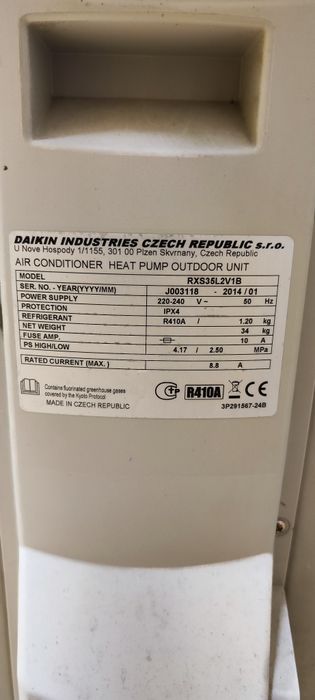 DAIKIN INDUSTRIES CZECH REPUBLIC s.r.o.
U Nove Hospody 1/1155, 301 00 Plzen Skvrnany, Czech Republic
AIR CONDITIONER HEAT PUMP OUTDOOR UNIT
MODEL RXS35L2V1B
SER. NO. - YEAR(YYYY/MM) J003118 - 2014 / 01
POWER SUPPLY 220-240 V ~ 50 Hz
PROTECTION IPX4
REFRIGERANT R410A / 1.20 kg
NET WEIGHT 34 kg
FUSE AMP. 10 A
PS HIGH/LOW 4.17 / 2.50 MPa
RATED CURRENT (MAX.) 8.8 A
Contains fluorinated greenhouse gases
covered by the Kyoto Protocol
R410A CE
MADE IN CZECH REPUBLIC 3P291567-24B